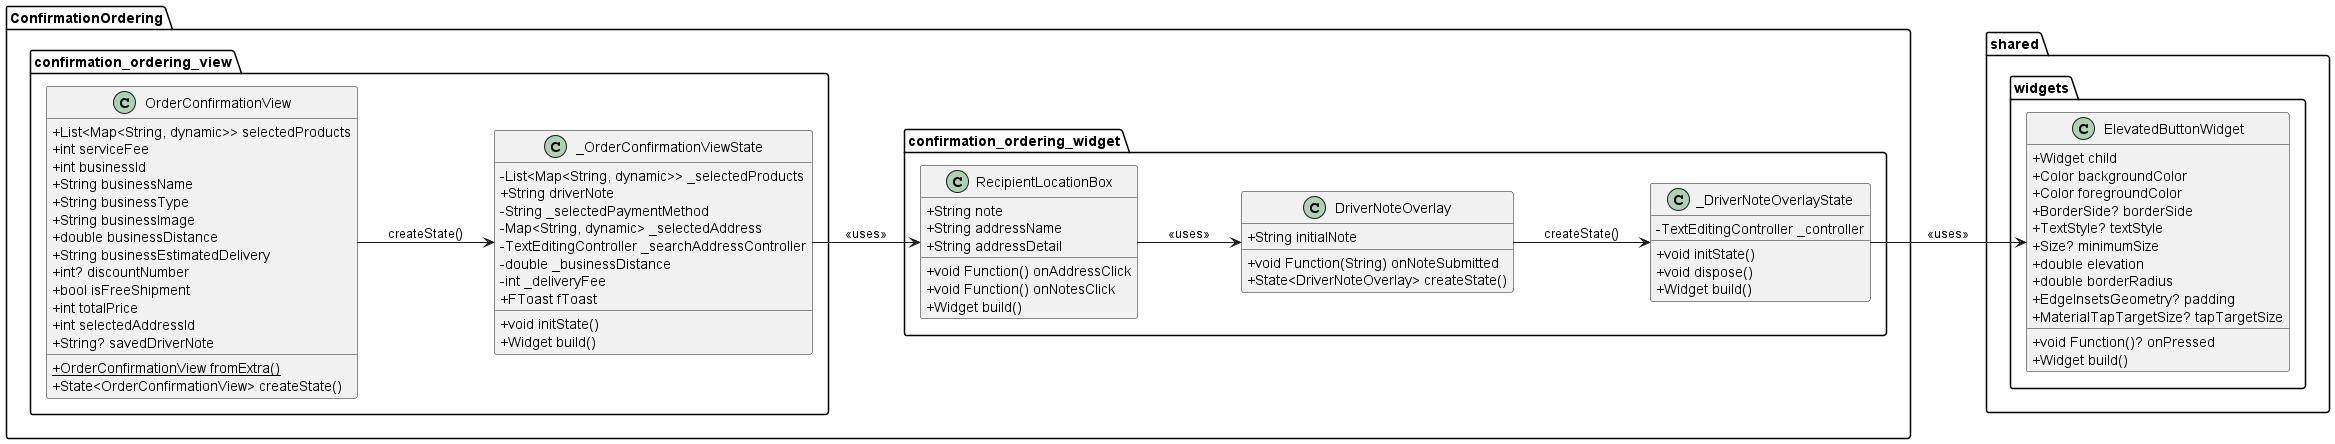 ConfirmationOrdering
confirmation_ordering_view
C OrderConfirmationView
+List<Map<String, dynamic>> selectedProducts
+int serviceFee
+int businessId
+String businessName
+String businessType
+String businessImage
+double businessDistance
+String businessEstimatedDelivery
+int? discountNumber
+bool isFreeShipment
+int totalPrice
+int selectedAddressId
+String? savedDriverNote
+OrderConfirmationView fromExtra()
+State<OrderConfirmationView> createState()
createState()
C _OrderConfirmationViewState
-List<Map<String, dynamic>> _selectedProducts
+String driverNote
-String _selectedPaymentMethod
-Map<String, dynamic> _selectedAddress
-TextEditingController _searchAddressController
-double _businessDistance
-int _deliveryFee
+FToast fToast
+void initState()
+Widget build()
«uses»
confirmation_ordering_widget
C RecipientLocationBox
+String note
+String addressName
+String addressDetail
+void Function() onAddressClick
+void Function() onNotesClick
+Widget build()
«uses»
C DriverNoteOverlay
+String initialNote
+void Function(String) onNoteSubmitted
+State<DriverNoteOverlay> createState()
createState()
C _DriverNoteOverlayState
-TextEditingController _controller
+void initState()
+void dispose()
+Widget build()
«uses»
shared
widgets
C ElevatedButtonWidget
+Widget child
+Color backgroundColor
+Color foregroundColor
+BorderSide? borderSide
+TextStyle? textStyle
+Size? minimumSize
+double elevation
+double borderRadius
+EdgeInsetsGeometry? padding
+MaterialTapTargetSize? tapTargetSize
+void Function()? onPressed
+Widget build()